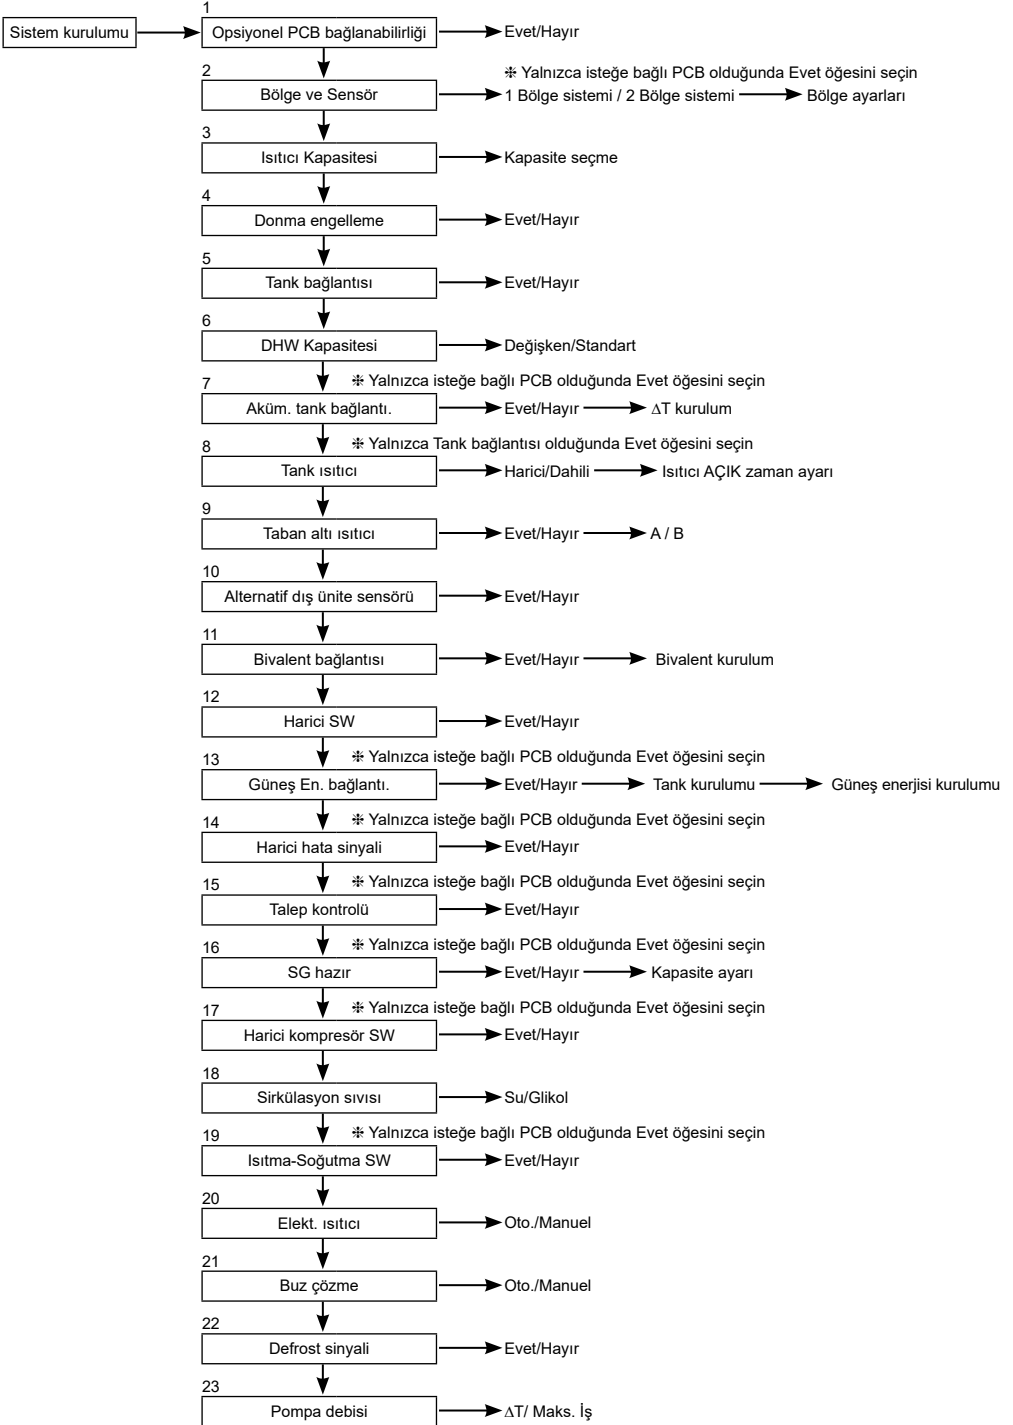 1
Sistem kurulumu Opsiyonel PCB bağlanabilirliği Evet/Hayır
2 ❈ Yalnızca isteğe bağlı PCB olduğunda Evet öğesini seçin
Bölge ve Sensör 1 Bölge sistemi / 2 Bölge sistemi Bölge ayarları
3
Isıtıcı Kapasitesi Kapasite seçme
4
Donma engelleme Evet/Hayır
5
Tank bağlantısı Evet/Hayır
6
DHW Kapasitesi Değişken/Standart
7 ❈ Yalnızca isteğe bağlı PCB olduğunda Evet öğesini seçin
Aküm. tank bağlantı. Evet/Hayır ΔT kurulum
8 ❈ Yalnızca Tank bağlantısı olduğunda Evet öğesini seçin
Tank ısıtıcı Harici/Dahili Isıtıcı AÇIK zaman ayarı
9
Taban altı ısıtıcı Evet/Hayır A / B
10
Alternatif dış ünite sensörü Evet/Hayır
11
Bivalent bağlantısı Evet/Hayır Bivalent kurulum
12
Harici SW Evet/Hayır
13 ❈ Yalnızca isteğe bağlı PCB olduğunda Evet öğesini seçin
Güneş En. bağlantı. Evet/Hayır Tank kurulumu Güneş enerjisi kurulumu
14 ❈ Yalnızca isteğe bağlı PCB olduğunda Evet öğesini seçin
Harici hata sinyali Evet/Hayır
15 ❈ Yalnızca isteğe bağlı PCB olduğunda Evet öğesini seçin
Talep kontrolü Evet/Hayır
16 ❈ Yalnızca isteğe bağlı PCB olduğunda Evet öğesini seçin
SG hazır Evet/Hayır Kapasite ayarı
17 ❈ Yalnızca isteğe bağlı PCB olduğunda Evet öğesini seçin
Harici kompresör SW Evet/Hayır
18
Sirkülasyon sıvısı Su/Glikol
19 ❈ Yalnızca isteğe bağlı PCB olduğunda Evet öğesini seçin
Isıtma-Soğutma SW Evet/Hayır
20
Elekt. ısıtıcı Oto./Manuel
21
Buz çözme Oto./Manuel
22
Defrost sinyali Evet/Hayır
23
Pompa debisi ΔT/ Maks. İş